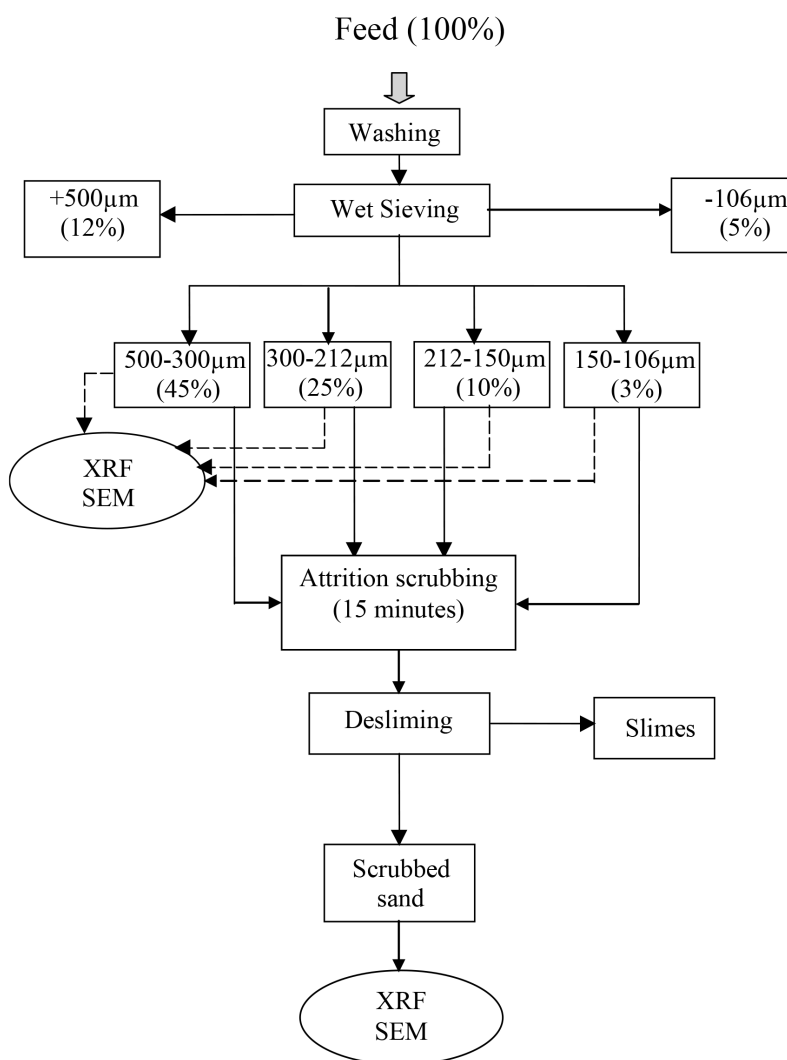 Feed (100%)
Washing
+500µm
(12%)
Wet Sieving
-106µm
(5%)
500-300µm
(45%)
300-212µm
(25%)
212-150µm
(10%)
150-106µm
(3%)
XRF
SEM
Attrition scrubbing
(15 minutes)
Desliming
Slimes
Scrubbed
sand
XRF
SEM